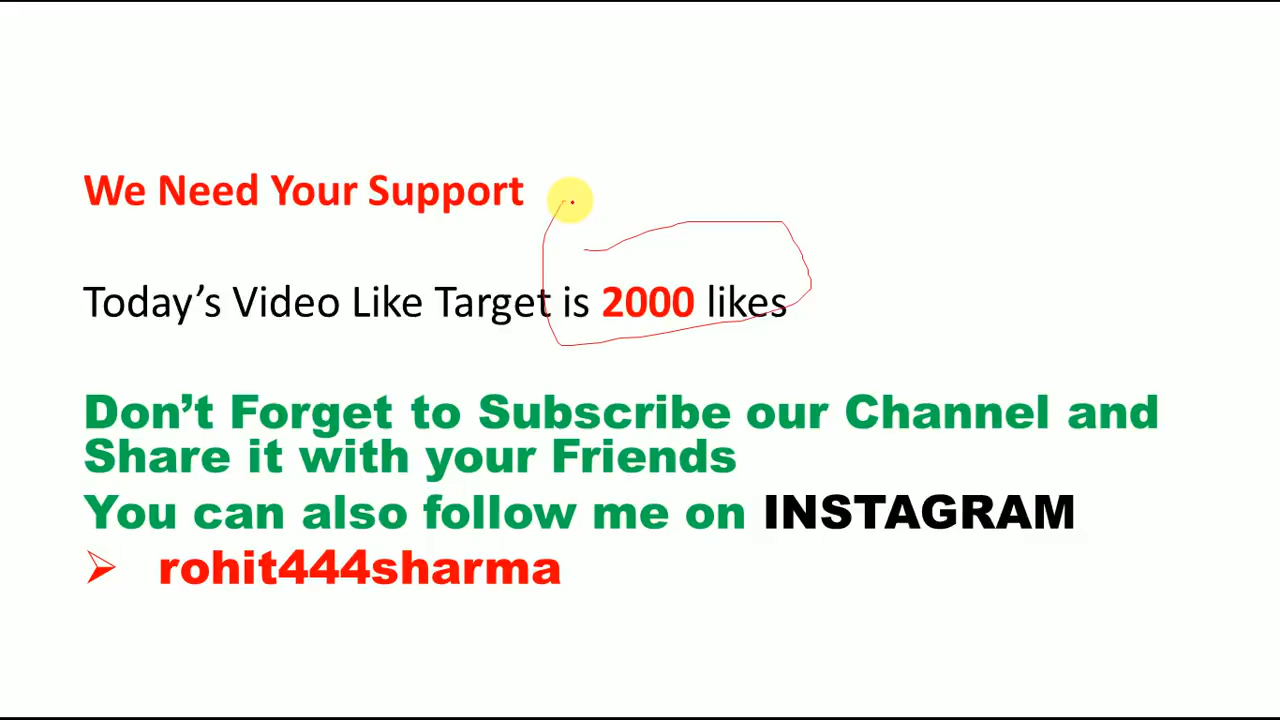 We Need Your Support
Today’s Video Like Target is 2000 likes
Don’t Forget to Subscribe our Channel and
Share it with your Friends
You can also follow me on INSTAGRAM
➢ rohit444sharma